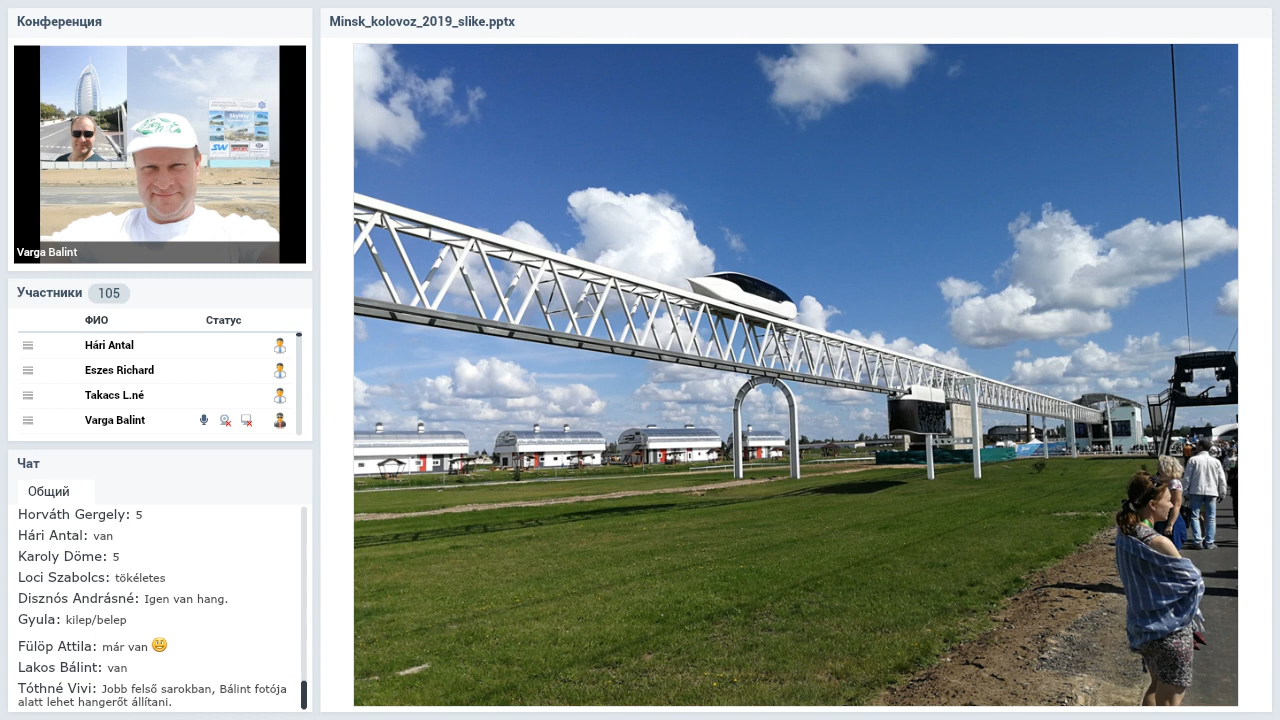 Конференция
SkyWay
SW
Varga Balint
Участники 105
ФИО Статус
Hári Antal
Eszes Richard
Takacs L.né
Varga Balint
Чат
Общий
Horváth Gergely: 5
Hári Antal: van
Karoly Döme: 5
Loci Szabolcs: tökéletes
Disznós Andrásné: Igen van hang.
Gyula: kilep/belep
Fülöp Attila: már van
Lakos Bálint: van
Tóthné Vivi: Jobb felső sarokban, Bálint fotója
alatt lehet hangerőt állítani.
Minsk_kolovoz_2019_slike.pptx